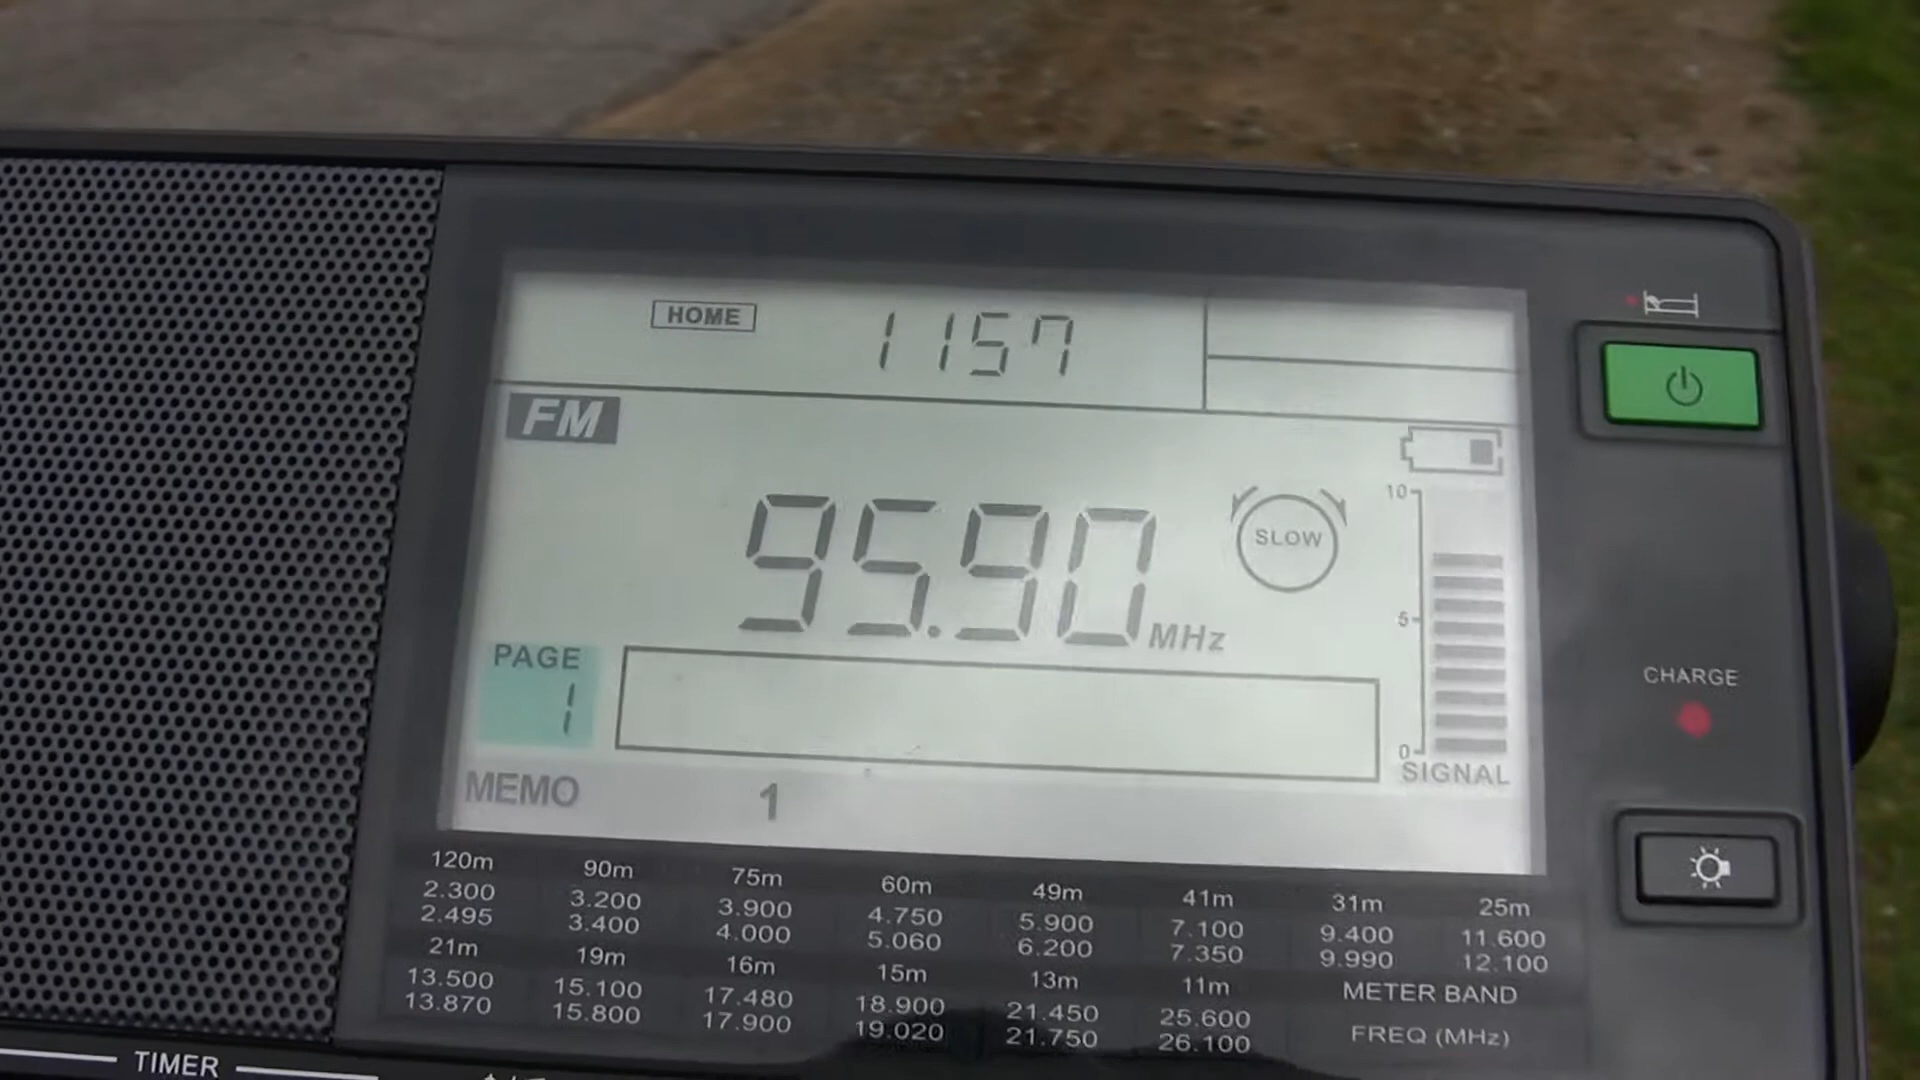 HOME 1157
FM
10
95.90 MHz
SLOW
5
PAGE
1
0
SIGNAL
MEMO 1
CHARGE
120m 90m 75m 60m 49m 41m 31m 25m
2.300 3.200 3.900 4.750 5.900 7.100 9.400 11.600
2.495 3.400 4.000 5.060 6.200 7.350 9.990 12.100
21m 19m 16m 15m 13m 11m METER BAND
13.500 15.100 17.480 18.900 21.450 25.600 FREQ (MHz)
13.870 15.800 17.900 19.020 21.750 26.100
TIMER